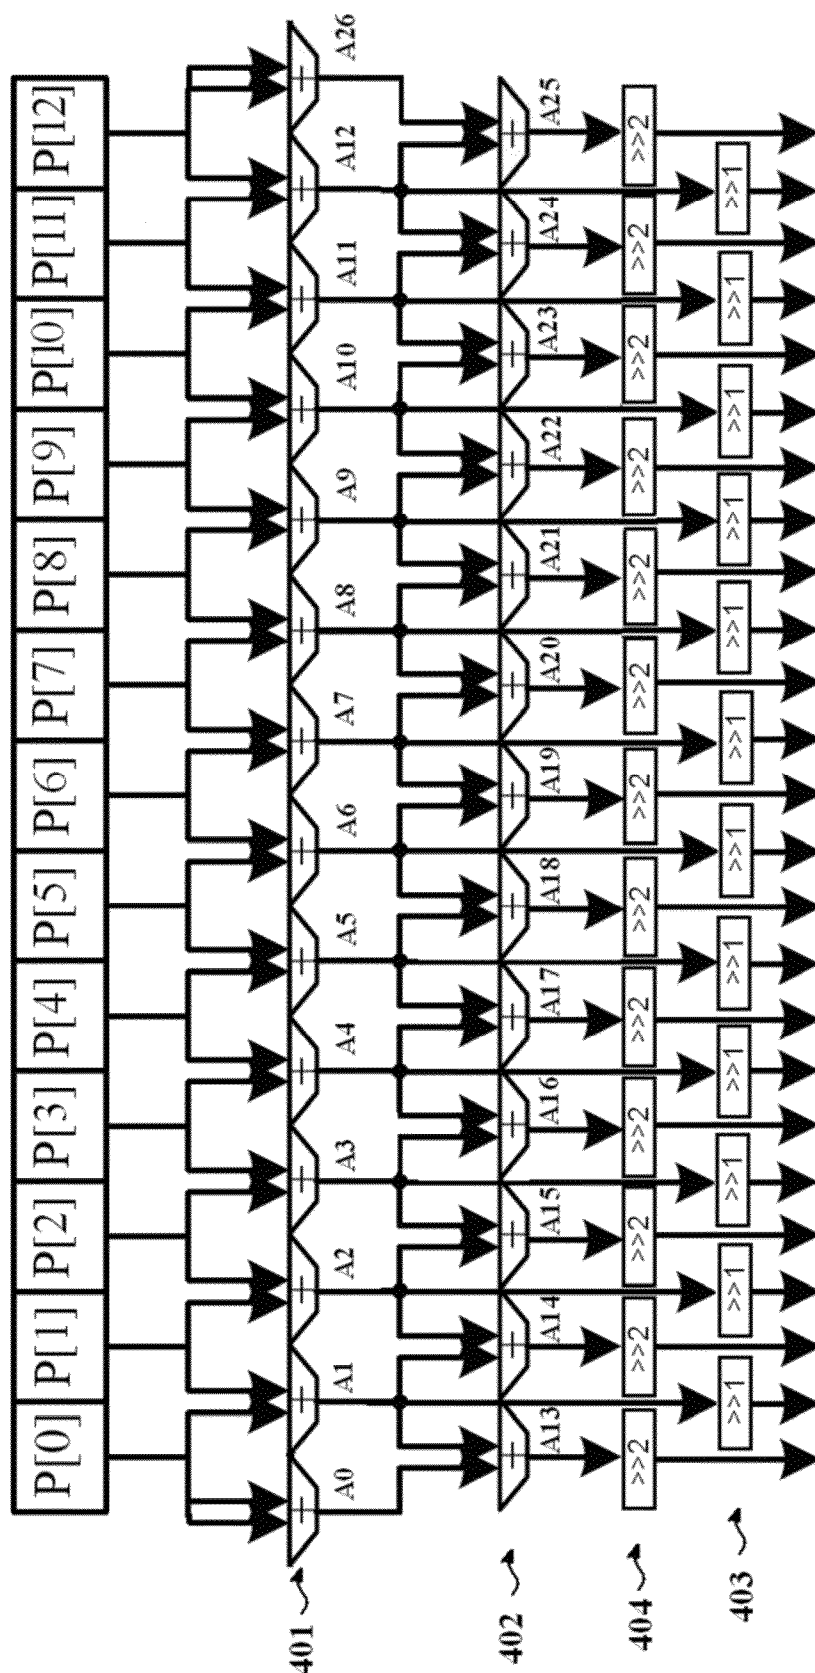 P[0] P[1] P[2] P[3] P[4] P[5] P[6] P[7] P[8] P[9] P[10] P[11] P[12]
401
+ + + + + + + + + + + + + +
A0 A1 A2 A3 A4 A5 A6 A7 A8 A9 A10 A11 A12 A26
402
+ + + + + + + + + + + + +
A13 A14 A15 A16 A17 A18 A19 A20 A21 A22 A23 A24 A25
404
>>2 >>2 >>2 >>2 >>2 >>2 >>2 >>2 >>2 >>2 >>2 >>2 >>2
403
>>1 >>1 >>1 >>1 >>1 >>1 >>1 >>1 >>1 >>1 >>1 >>1